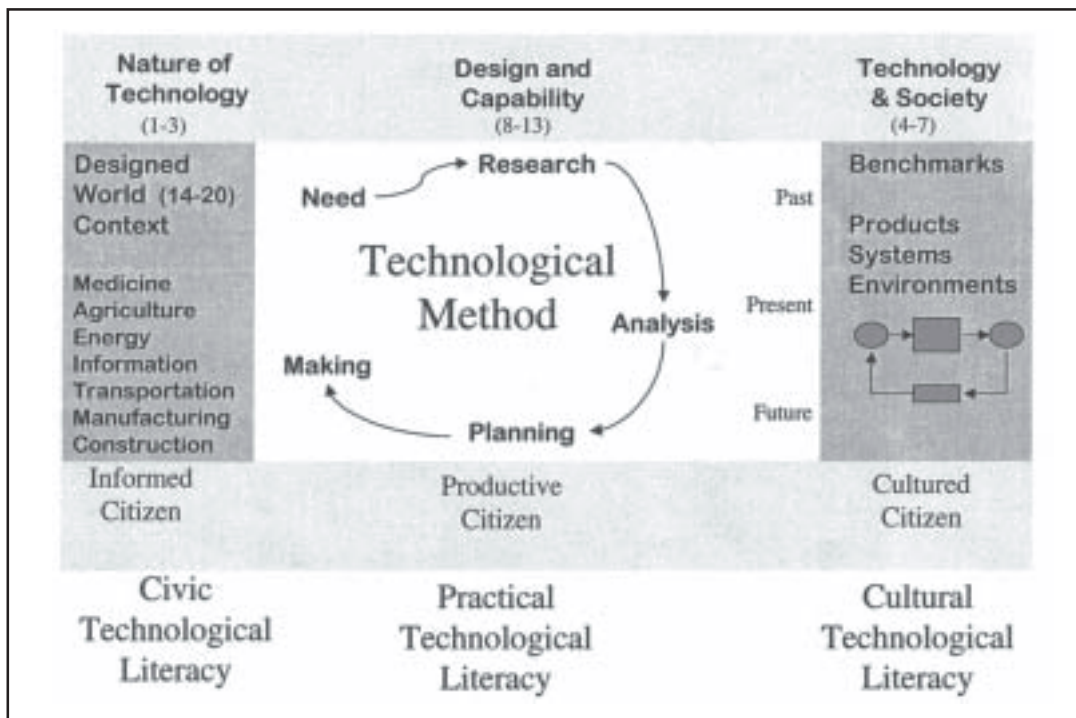 Nature of
Technology
(1-3)
Design and
Capability
(8-13)
Technology
& Society
(4-7)
Designed
World (14-20)
Context
Medicine
Agriculture
Energy
Information
Transportation
Manufacturing
Construction
Need
Research
Technological
Method
Analysis
Making
Planning
Past
Present
Future
Benchmarks
Products
Systems
Environments
Informed
Citizen
Productive
Citizen
Cultured
Citizen
Civic
Technological
Literacy
Practical
Technological
Literacy
Cultural
Technological
Literacy